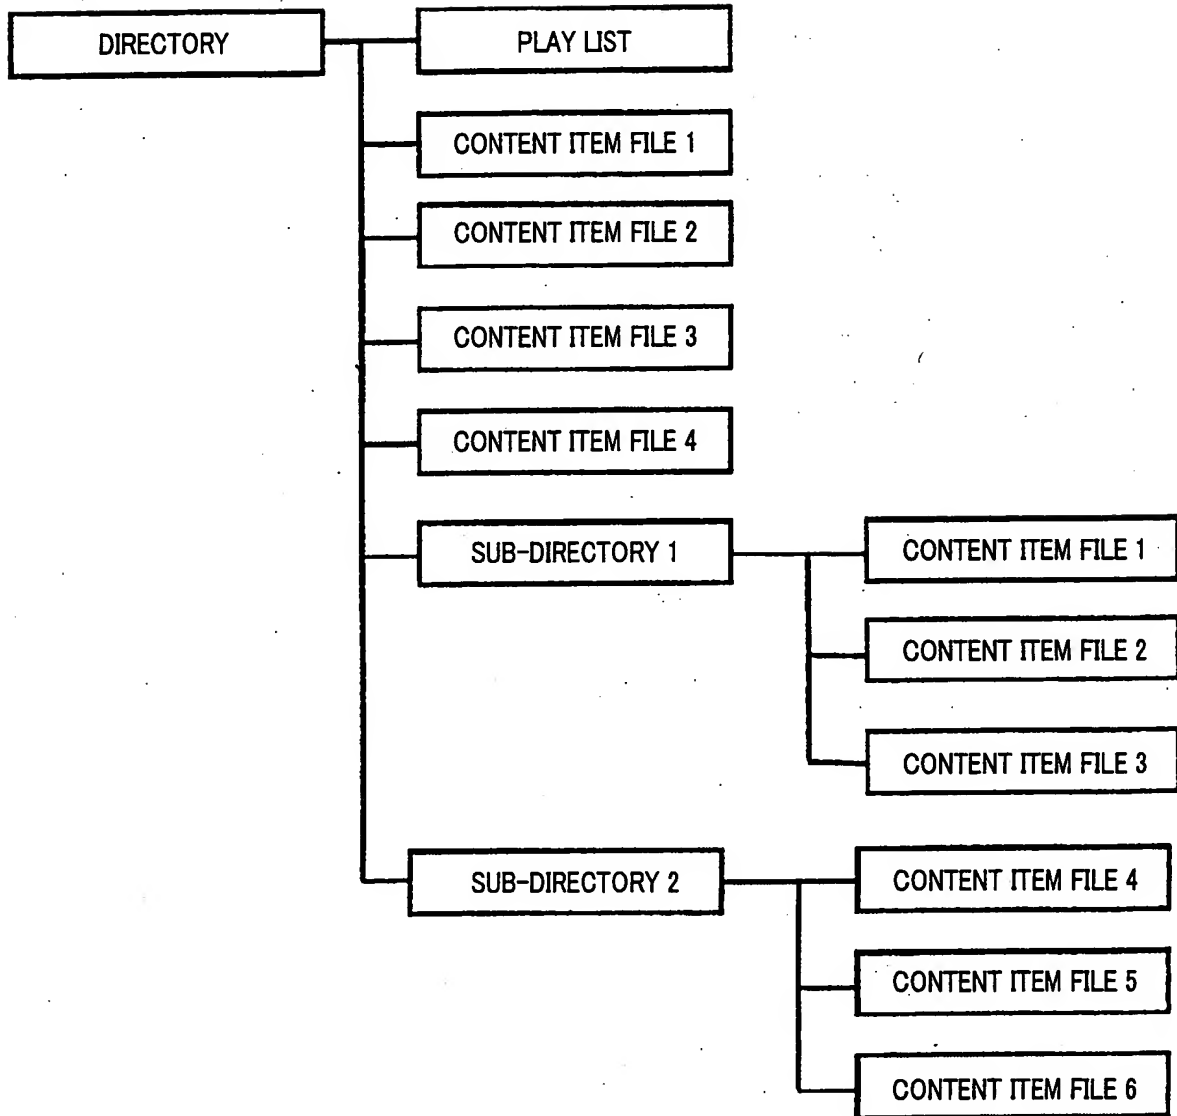 DIRECTORY
PLAY LIST
CONTENT ITEM FILE 1
CONTENT ITEM FILE 2
CONTENT ITEM FILE 3
CONTENT ITEM FILE 4
SUB-DIRECTORY 1
CONTENT ITEM FILE 1
CONTENT ITEM FILE 2
CONTENT ITEM FILE 3
SUB-DIRECTORY 2
CONTENT ITEM FILE 4
CONTENT ITEM FILE 5
CONTENT ITEM FILE 6